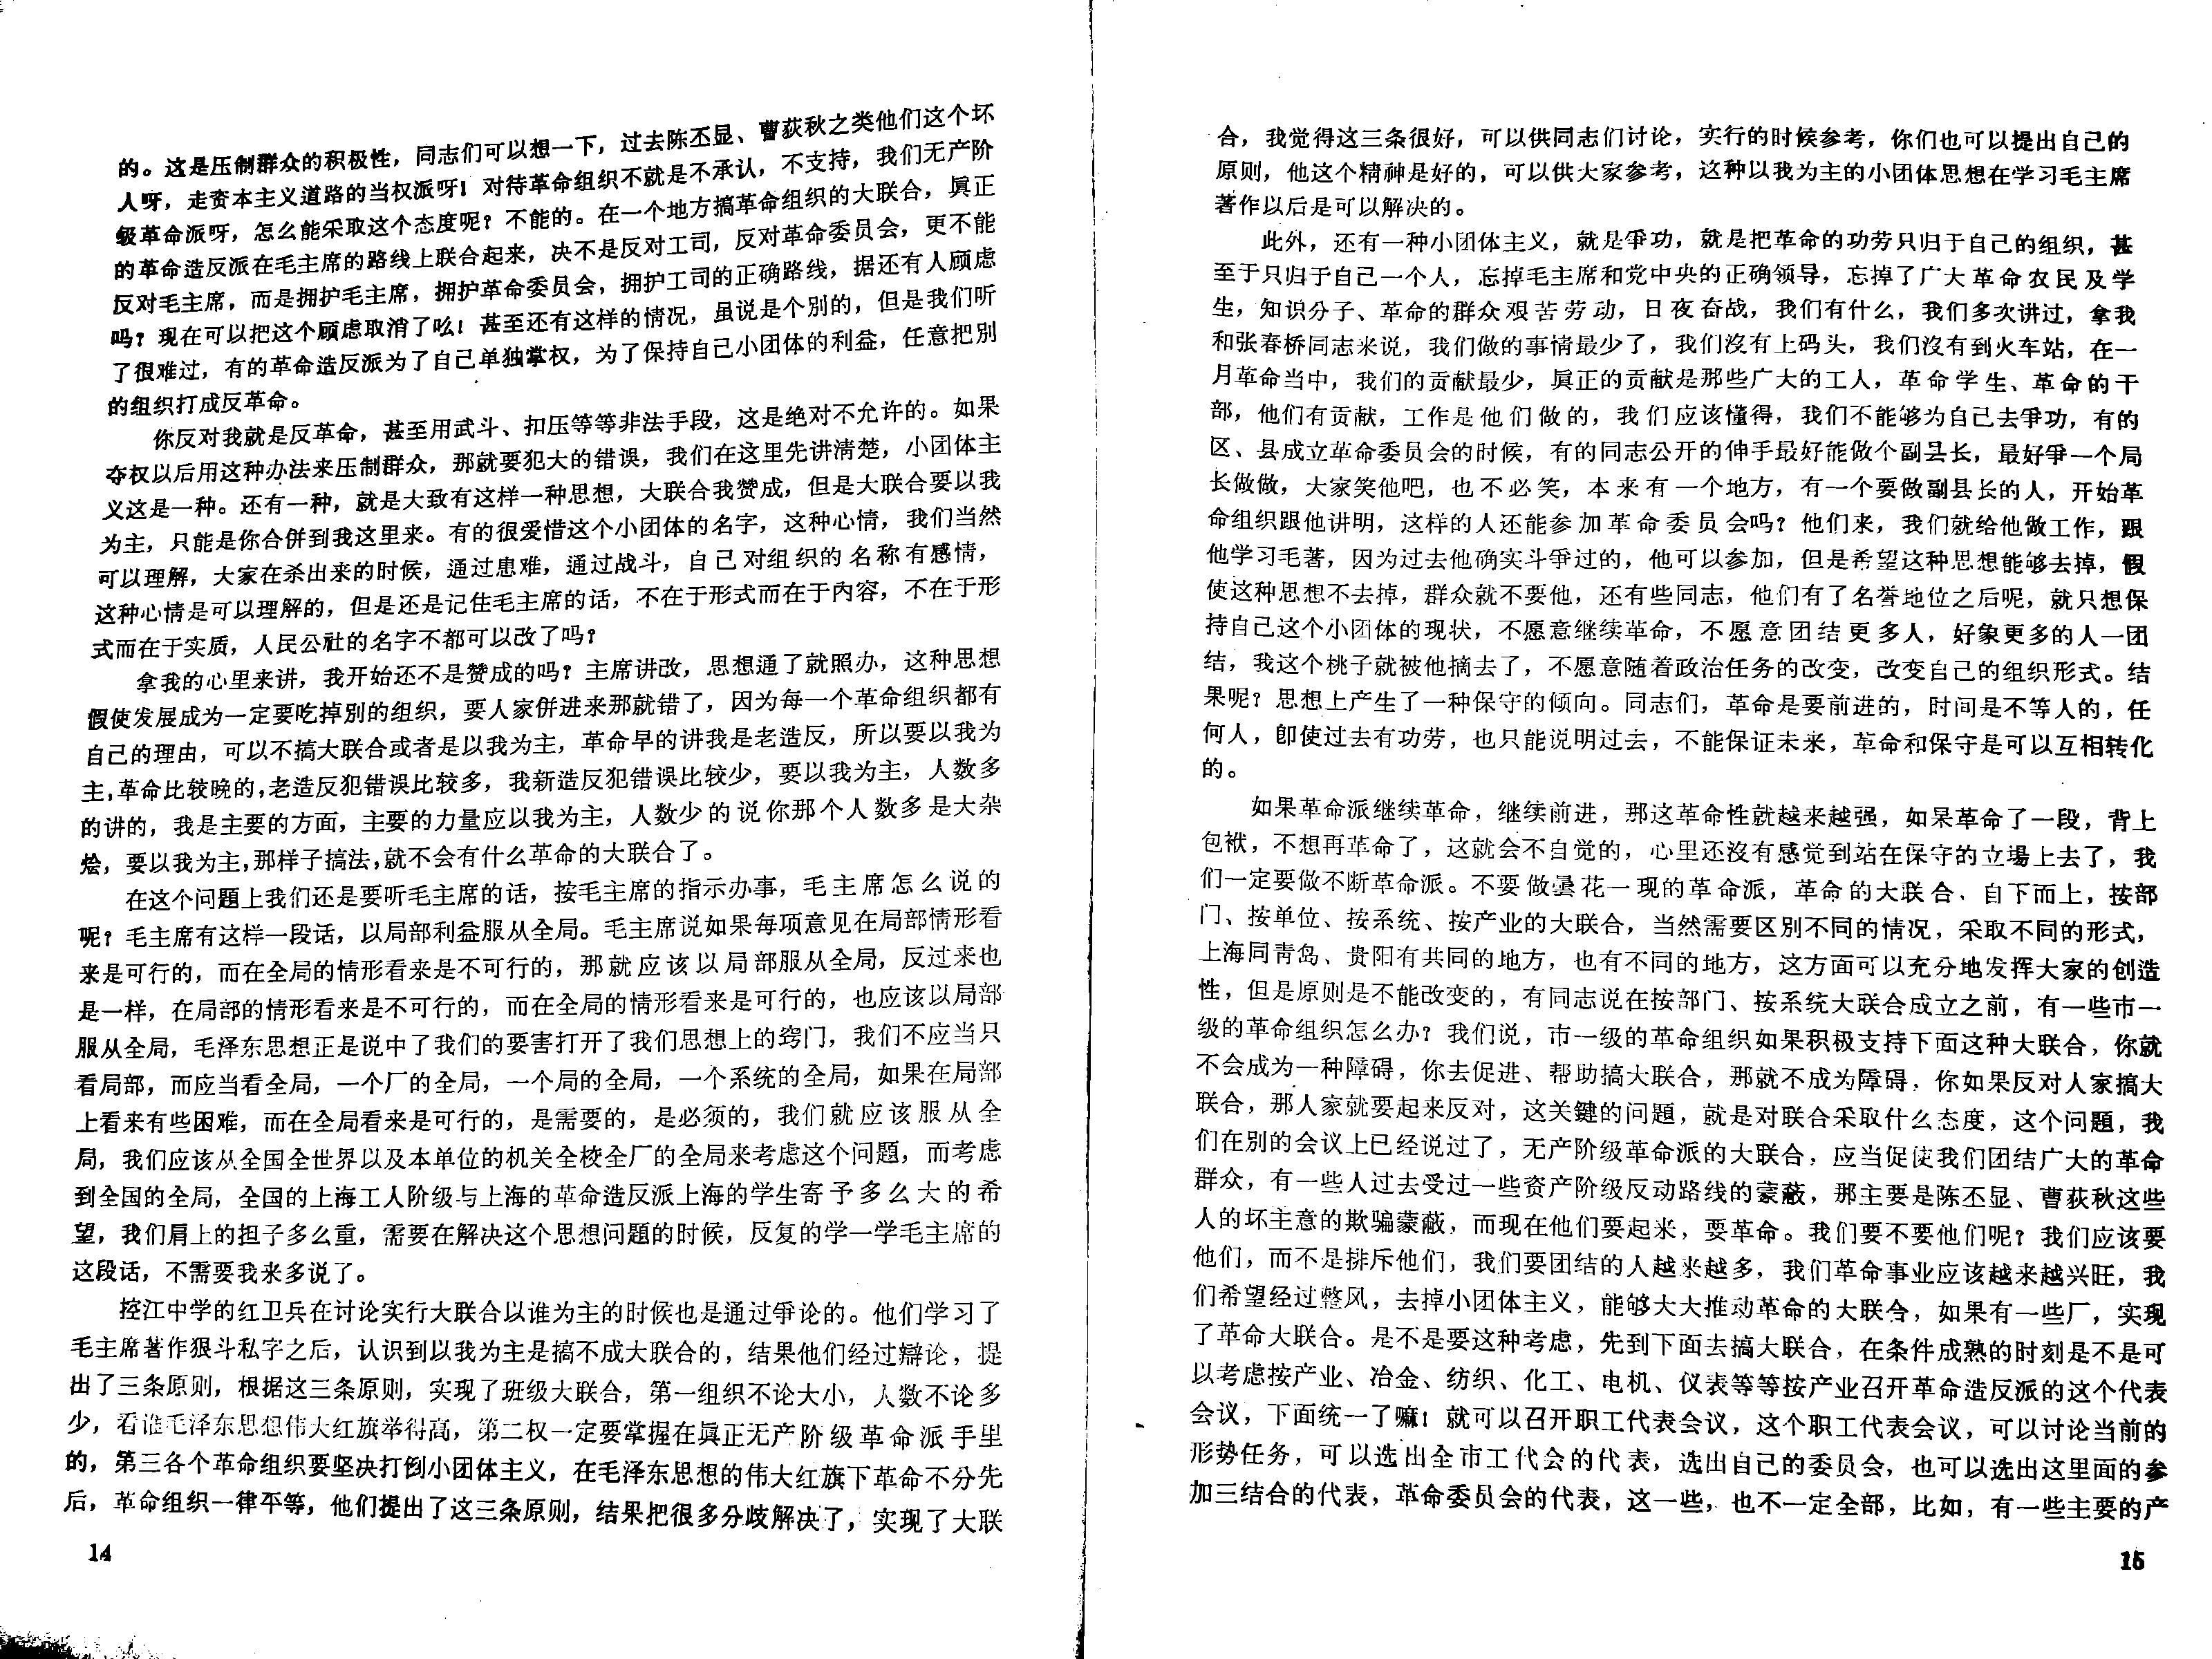 的。这是压制群众的积极性，同志们可以想一下，过去陈丕显、曹荻秋之类他们这个坏
人呀，走资本主义道路的当权派呀！对待革命组织不就是不承认，不支持，我们无产阶
级革命派呀，怎么能采取这个态度呢？不能的。在一个地方搞革命组织的大联合，眞正
的革命造反派在毛主席的路线上联合起来，决不是反对工司，反对革命委员会，更不能
反对毛主席，而是拥护毛主席，拥护革命委员会，拥护工司的正确路线，据还有人顾虑
吗？现在可以把这个顾虑取消了吆！甚至还有这样的情况，虽说是个别的，但是我们听
了很难过，有的革命造反派为了自己单独掌权，为了保持自己小团体的利益，任意把别
的组织打成反革命。
你反对我就是反革命，甚至用武斗、扣压等等非法手段，这是绝对不允许的。如果
夺权以后用这种办法来压制群众，那就要犯大的错误，我们在这里先讲清楚，小团体主
义这是一种。还有一种，就是大致有这样一种思想，大联合我赞成，但是大联合要以我
为主，只能是你合併到我这里来。有的很爱惜这个小团体的名字，这种心情，我们当然
可以理解，大家在杀出来的时候，通过患难，通过战斗，自己对组织的名称有感情，
这种心情是可以理解的，但是还是记住毛主席的话，不在于形式而在于内容，不在于形
式而在于实质，人民公社的名字不都可以改了吗？
拿我的心里来讲，我开始还不是赞成的吗？主席讲改，思想通了就照办，这种思想
假使发展成为一定要吃掉别的组织，要人家併进来那就错了，因为每一个革命组织都有
自己的理由，可以不搞大联合或者是以我为主，革命早的讲我是老造反，所以要以我为
主，革命比较晚的，老造反犯错误比较多，我新造反犯错误比较少，要以我为主，人数多
的讲的，我是主要的方面，主要的力量应以我为主，人数少的说你那个人数多是大杂
烩，要以我为主，那样子搞法，就不会有什么革命的大联合了。
在这个问题上我们还是要听毛主席的话，按毛主席的指示办事，毛主席怎么说的
呢？毛主席有这样一段话，以局部利益服从全局。毛主席说如果每项意见在局部情形看
来是可行的，而在全局的情形看来是不可行的，那就应该以局部服从全局，反过来也
是一样，在局部的情形看来是不可行的，而在全局的情形看来是可行的，也应该以局部
服从全局，毛泽东思想正是说中了我们的要害打开了我们思想上的窍门，我们不应当只
看局部，而应当看全局，一个厂的全局，一个局的全局，一个系统的全局，如果在局部
上看来有些困难，而在全局看来是可行的，是需要的，是必须的，我们就应该服从全
局，我们应该从全国全世界以及本单位的机关全校全厂的全局来考虑这个问题，而考虑
到全国的全局，全国的上海工人阶级与上海的革命造反派上海的学生寄予多么大的希
望，我们肩上的担子多么重，需要在解决这个思想问题的时候，反复的学一学毛主席的
这段话，不需要我来多说了。
控江中学的红卫兵在讨论实行大联合以谁为主的时候也是通过爭论的。他们学习了
毛主席著作狠斗私字之后，认识到以我为主是搞不成大联合的，结果他们经过辩论，提
出了三条原则，根据这三条原则，实现了班级大联合，第一组织不论大小，人数不论多
少，看谁毛泽东思想伟大红旗举得高，第二权一定要掌握在眞正无产阶级革命派手里
的，第三各个革命组织要坚决打倒小团体主义，在毛泽东思想的伟大红旗下革命不分先
后，革命组织一律平等，他们提出了这三条原则，结果把很多分歧解决了，实现了大联
14
合，我觉得这三条很好，可以供同志们讨论，实行的时候参考，你们也可以提出自己的
原则，他这个精神是好的，可以供大家参考，这种以我为主的小团体思想在学习毛主席
著作以后是可以解决的。
此外，还有一种小团体主义，就是爭功，就是把革命的功劳只归于自己的组织，甚
至于只归于自己一个人，忘掉毛主席和党中央的正确领导，忘掉了广大革命农民及学
生，知识分子、革命的群众艰苦劳动，日夜奋战，我们有什么，我们多次讲过，拿我
和张春桥同志来说，我们做的事情最少了，我们沒有上码头，我们沒有到火车站，在一
月革命当中，我们的贡献最少，眞正的贡献是那些广大的工人，革命学生、革命的干
部，他们有贡献，工作是他们做的，我们应该懂得，我们不能够为自己去爭功，有的
区、县成立革命委员会的时候，有的同志公开的伸手最好能做个副县长，最好爭一个局
长做做，大家笑他吧，也不必笑，本来有一个地方，有一个要做副县长的人，开始革
命组织跟他讲明，这样的人还能参加革命委员会吗？他们来，我们就给他做工作，跟
他学习毛著，因为过去他确实斗爭过的，他可以参加，但是希望这种思想能够去掉，假
使这种思想不去掉，群众就不要他，还有些同志，他们有了名誉地位之后呢，就只想保
持自己这个小团体的现状，不愿意继续革命，不愿意团结更多人，好象更多的人一团
结，我这个桃子就被他摘去了，不愿意随着政治任务的改变，改变自己的组织形式。结
果呢？思想上产生了一种保守的倾向。同志们，革命是要前进的，时间是不等人的，任
何人，即使过去有功劳，也只能说明过去，不能保证未来，革命和保守是可以互相转化
的。
如果革命派继续革命，继续前进，那这革命性就越来越强，如果革命了一段，背上
包袱，不想再革命了，这就会不自觉的，心里还沒有感觉到站在保守的立場上去了，我
们一定要做不断革命派。不要做昙花一现的革命派，革命的大联合、自下而上，按部
门、按单位、按系统、按产业的大联合，当然需要区别不同的情况，采取不同的形式，
上海同青岛、贵阳有共同的地方，也有不同的地方，这方面可以充分地发挥大家的创造
性，但是原则是不能改变的，有同志说在按部门、按系统大联合成立之前，有一些市一
级的革命组织怎么办？我们说，市一级的革命组织如果积极支持下面这种大联合，你就
不会成为一种障碍，你去促进、帮助搞大联合，那就不成为障碍，你如果反对人家搞大
联合，那人家就要起来反对，这关鍵的问题，就是对联合采取什么态度，这个问题，我
们在别的会议上已经说过了，无产阶级革命派的大联合，应当促使我们团结广大的革命
群众，有一些人过去受过一些资产阶级反动路线的蒙蔽，那主要是陈丕显、曹荻秋这些
人的坏主意的欺骗蒙蔽，而现在他们要起来，要革命。我们要不要他们呢？我们应该要
他们，而不是排斥他们，我们要团结的人越来越多，我们革命事业应该越来越兴旺，我
们希望经过整风，去掉小团体主义，能够大大推动革命的大联合，如果有一些厂，实现
了革命大联合。是不是要这种考虑，先到下面去搞大联合，在条件成熟的时刻是不是可
以考虑按产业、冶金、纺织、化工、电机、仪表等等按产业召开革命造反派的这个代表
会议，下面统一了嘛！就可以召开职工代表会议，这个职工代表会议，可以讨论当前的
形势任务，可以选出全市工代会的代表，选出自己的委员会，也可以选出这里面的参
加三结合的代表，革命委员会的代表，这一些，也不一定全部，比如，有一些主要的产
15